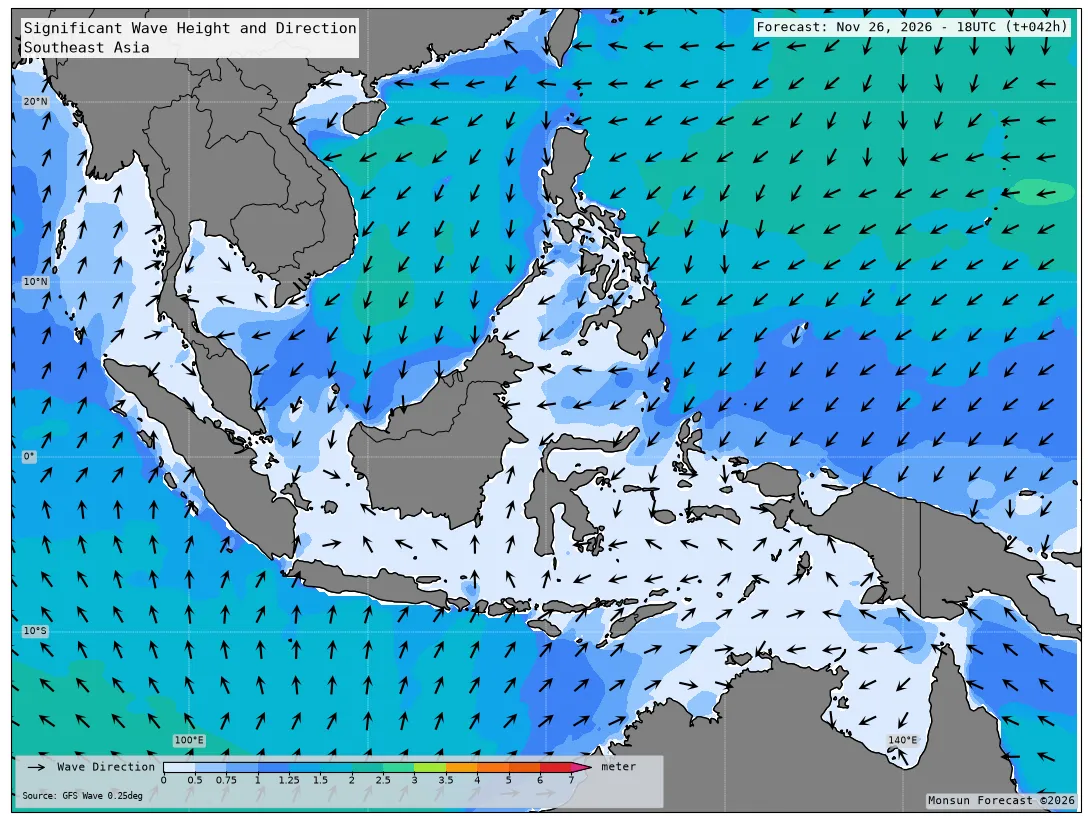 Significant Wave Height and Direction
Southeast Asia
Forecast: Nov 26, 2026 - 18UTC (t+042h)
20°N
10°N
0°
10°S
100°E
140°E
Wave Direction
meter
0 0.5 0.75 1 1.25 1.5 2 2.5 3 3.5 4 5 6 7
Source: GFS Wave 0.25deg
Monsun Forecast ©2026